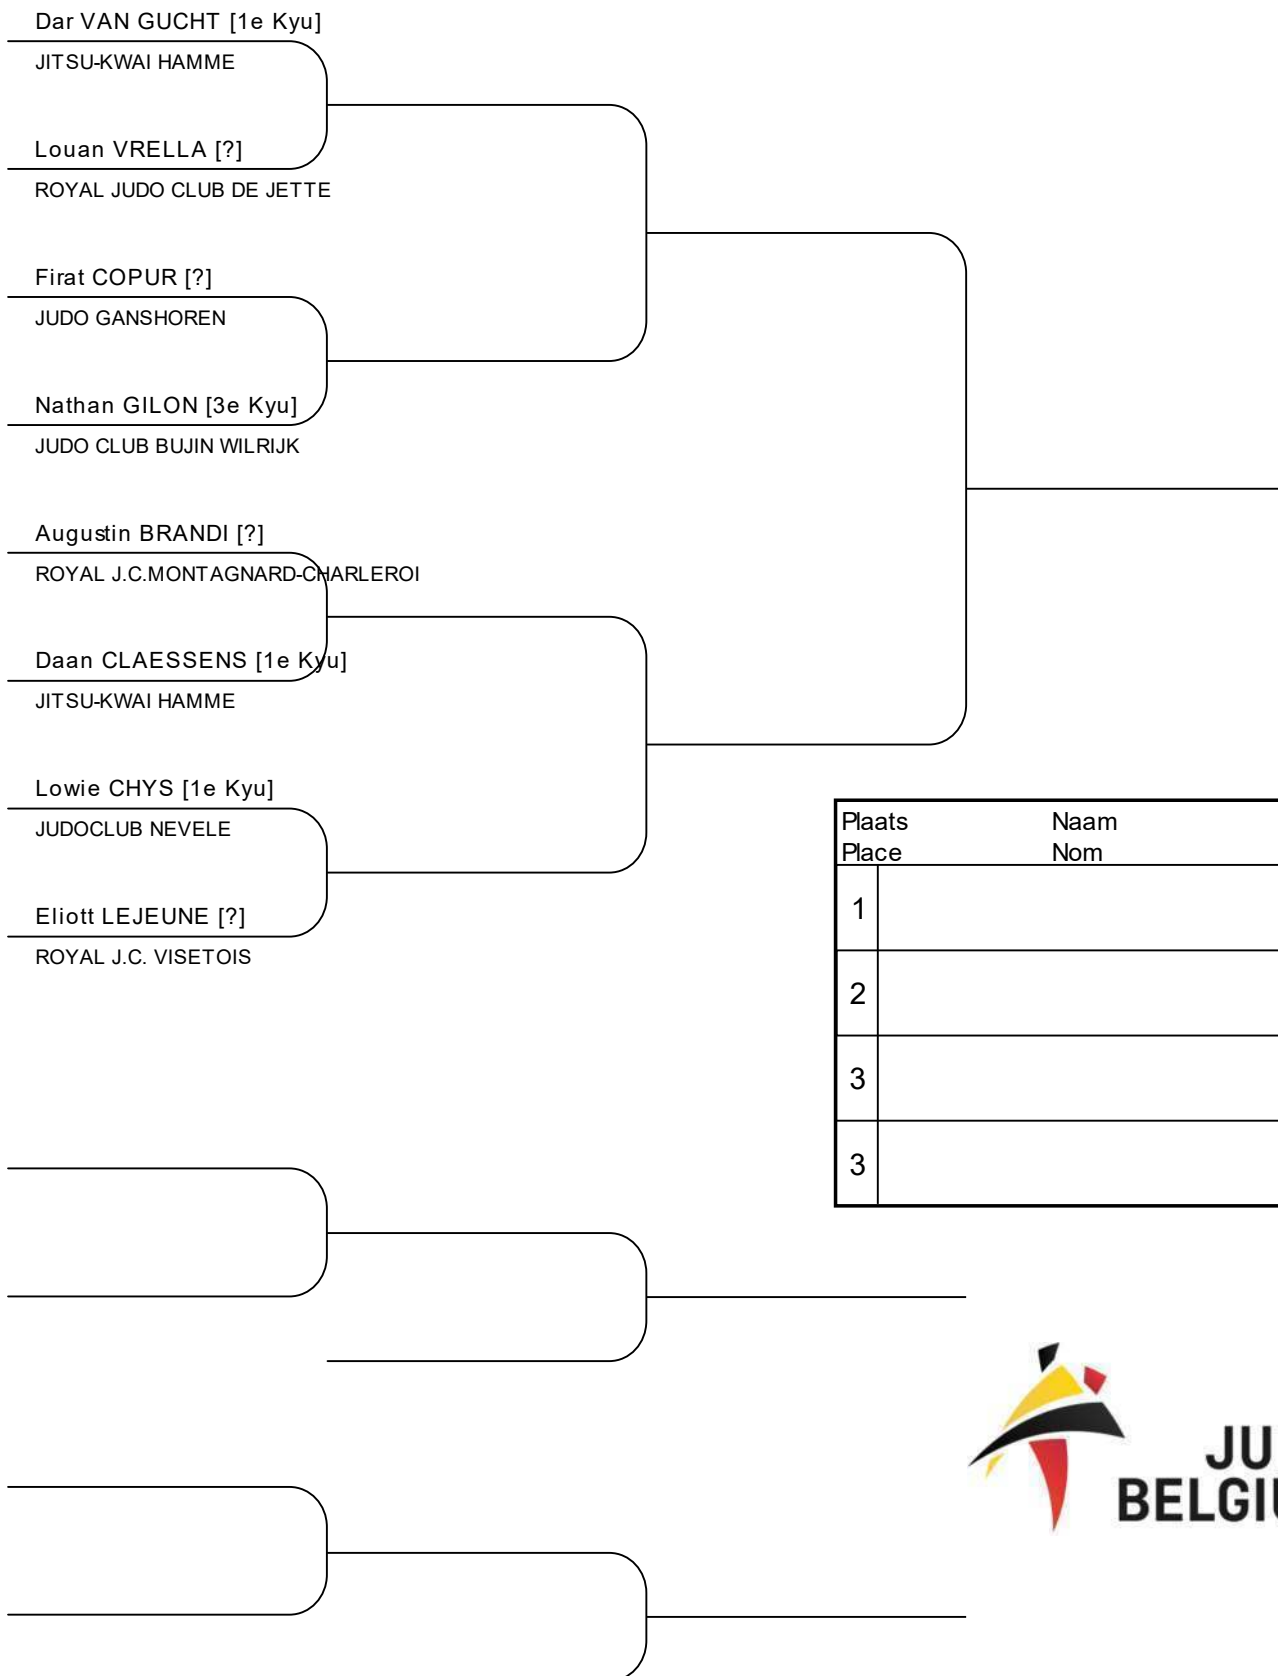 Dar VAN GUCHT [1e Kyu]
JITSU-KWAI HAMME
Louan VRELLA [?]
ROYAL JUDO CLUB DE JETTE
Firat COPUR [?]
JUDO GANSHOREN
Nathan GILON [3e Kyu]
JUDO CLUB BUJIN WILRIJK
Augustin BRANDI [?]
ROYAL J.C.MONTAGNARD-CHARLEROI
Daan CLAESSENS [1e Kyu]
JITSU-KWAI HAMME
Lowie CHYS [1e Kyu]
JUDOCLUB NEVELE
Eliott LEJEUNE [?]
ROYAL J.C. VISETOIS
Plaats Naam
Place Nom
1
2
3
3
JU
BELGIU